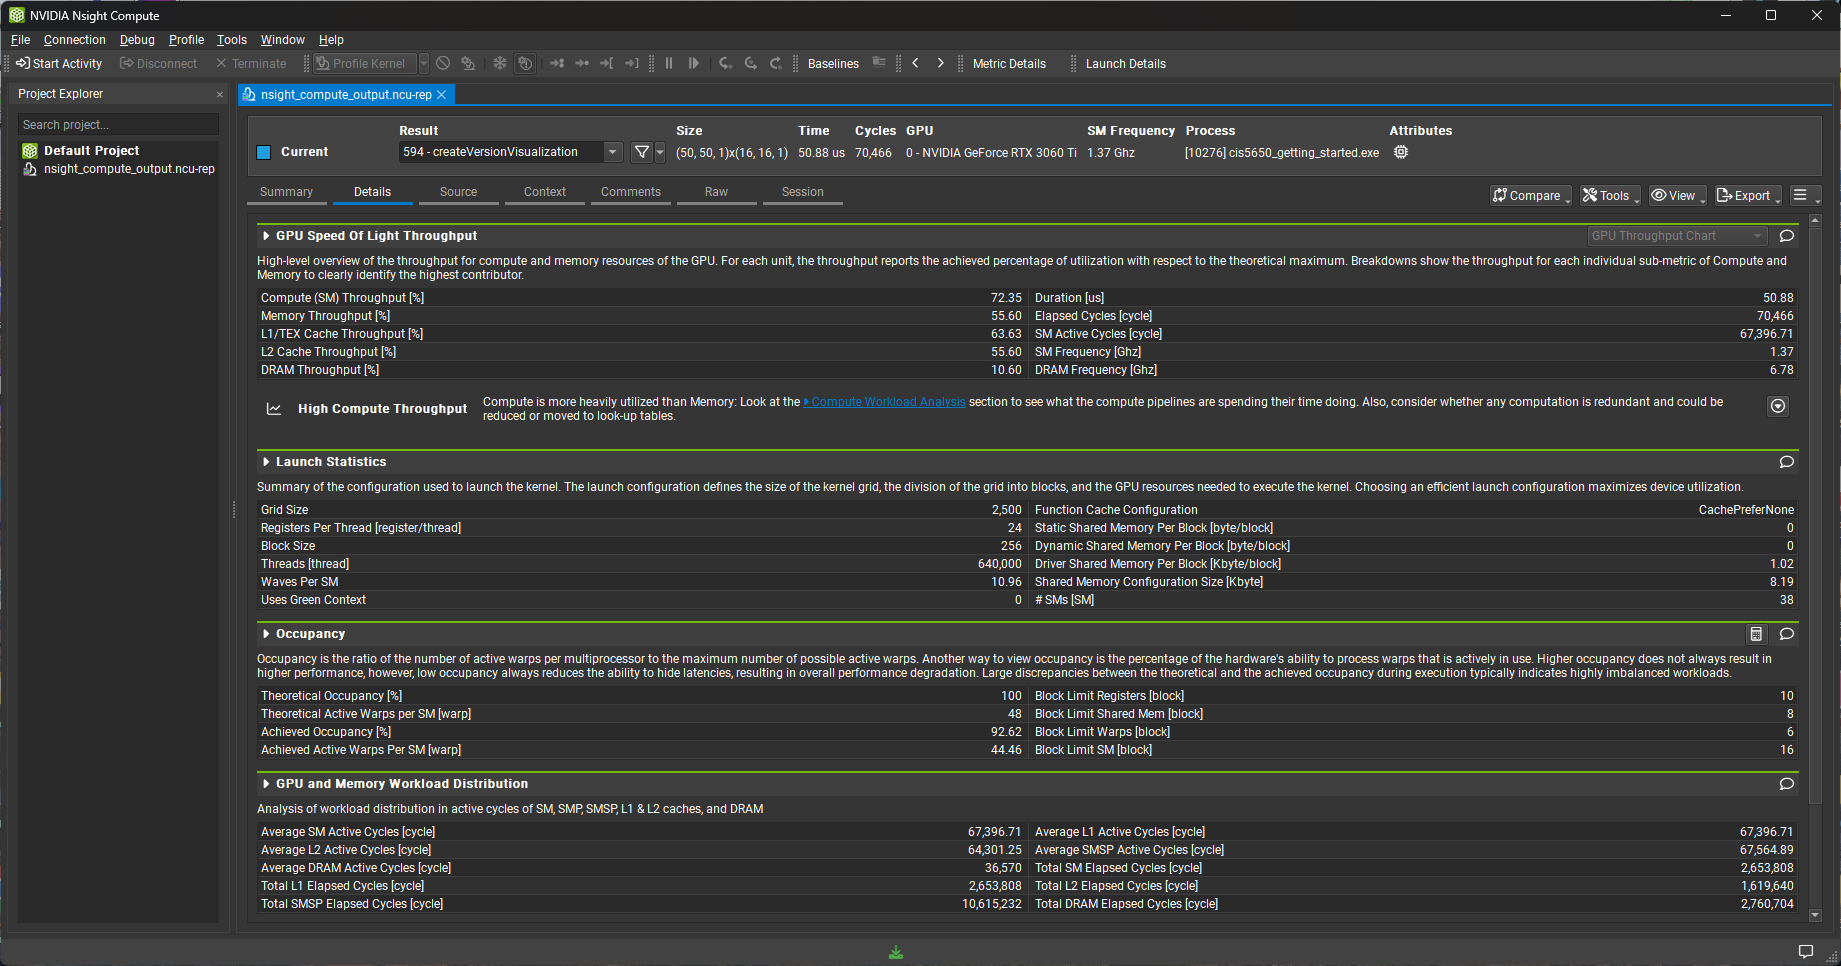 NVIDIA Nsight Compute
File Connection Debug Profile Tools Window Help
Start Activity Disconnect Terminate Profile Kernel Baselines Metric Details Launch Details
Project Explorer
Search project...
Default Project
nsight_compute_output.ncu-rep
nsight_compute_output.ncu-rep
Result Size Time Cycles GPU SM Frequency Process Attributes
Current 594 - createVersionVisualization (50, 50, 1)x(16, 16, 1) 50.88 us 70,466 0 - NVIDIA GeForce RTX 3060 Ti 1.37 Ghz [10276] cis5650_getting_started.exe
Summary Details Source Context Comments Raw Session
Compare Tools View Export
GPU Speed Of Light Throughput
GPU Throughput Chart
High-level overview of the throughput for compute and memory resources of the GPU. For each unit, the throughput reports the achieved percentage of utilization with respect to the theoretical maximum. Breakdowns show the throughput for each individual sub-metric of Compute and
Memory to clearly identify the highest contributor.
Compute (SM) Throughput [%] 72.35 Duration [us] 50.88
Memory Throughput [%] 55.60 Elapsed Cycles [cycle] 70,466
L1/TEX Cache Throughput [%] 63.63 SM Active Cycles [cycle] 67,396.71
L2 Cache Throughput [%] 55.60 SM Frequency [Ghz] 1.37
DRAM Throughput [%] 10.60 DRAM Frequency [Ghz] 6.78
High Compute Throughput
Compute is more heavily utilized than Memory: Look at the Compute Workload Analysis section to see what the compute pipelines are spending their time doing. Also, consider whether any computation is redundant and could be
reduced or moved to look-up tables.
Launch Statistics
Summary of the configuration used to launch the kernel. The launch configuration defines the size of the kernel grid, the division of the grid into blocks, and the GPU resources needed to execute the kernel. Choosing an efficient launch configuration maximizes device utilization.
Grid Size 2,500 Function Cache Configuration CachePreferNone
Registers Per Thread [register/thread] 24 Static Shared Memory Per Block [byte/block] 0
Block Size 256 Dynamic Shared Memory Per Block [byte/block] 0
Threads [thread] 640,000 Driver Shared Memory Per Block [Kbyte/block] 1.02
Waves Per SM 10.96 Shared Memory Configuration Size [Kbyte] 8.19
Uses Green Context 0 # SMs [SM] 38
Occupancy
Occupancy is the ratio of the number of active warps per multiprocessor to the maximum number of possible active warps. Another way to view occupancy is the percentage of the hardware's ability to process warps that is actively in use. Higher occupancy does not always result in
higher performance, however, low occupancy always reduces the ability to hide latencies, resulting in overall performance degradation. Large discrepancies between the theoretical and the achieved occupancy during execution typically indicates highly imbalanced workloads.
Theoretical Occupancy [%] 100 Block Limit Registers [block] 10
Theoretical Active Warps per SM [warp] 48 Block Limit Shared Mem [block] 8
Achieved Occupancy [%] 92.62 Block Limit Warps [block] 6
Achieved Active Warps Per SM [warp] 44.46 Block Limit SM [block] 16
GPU and Memory Workload Distribution
Analysis of workload distribution in active cycles of SM, SMP, SMSP, L1 & L2 caches, and DRAM
Average SM Active Cycles [cycle] 67,396.71 Average L1 Active Cycles [cycle] 67,396.71
Average L2 Active Cycles [cycle] 64,301.25 Average SMSP Active Cycles [cycle] 67,564.89
Average DRAM Active Cycles [cycle] 36,570 Total SM Elapsed Cycles [cycle] 2,653,808
Total L1 Elapsed Cycles [cycle] 2,653,808 Total L2 Elapsed Cycles [cycle] 1,619,640
Total SMSP Elapsed Cycles [cycle] 10,615,232 Total DRAM Elapsed Cycles [cycle] 2,760,704